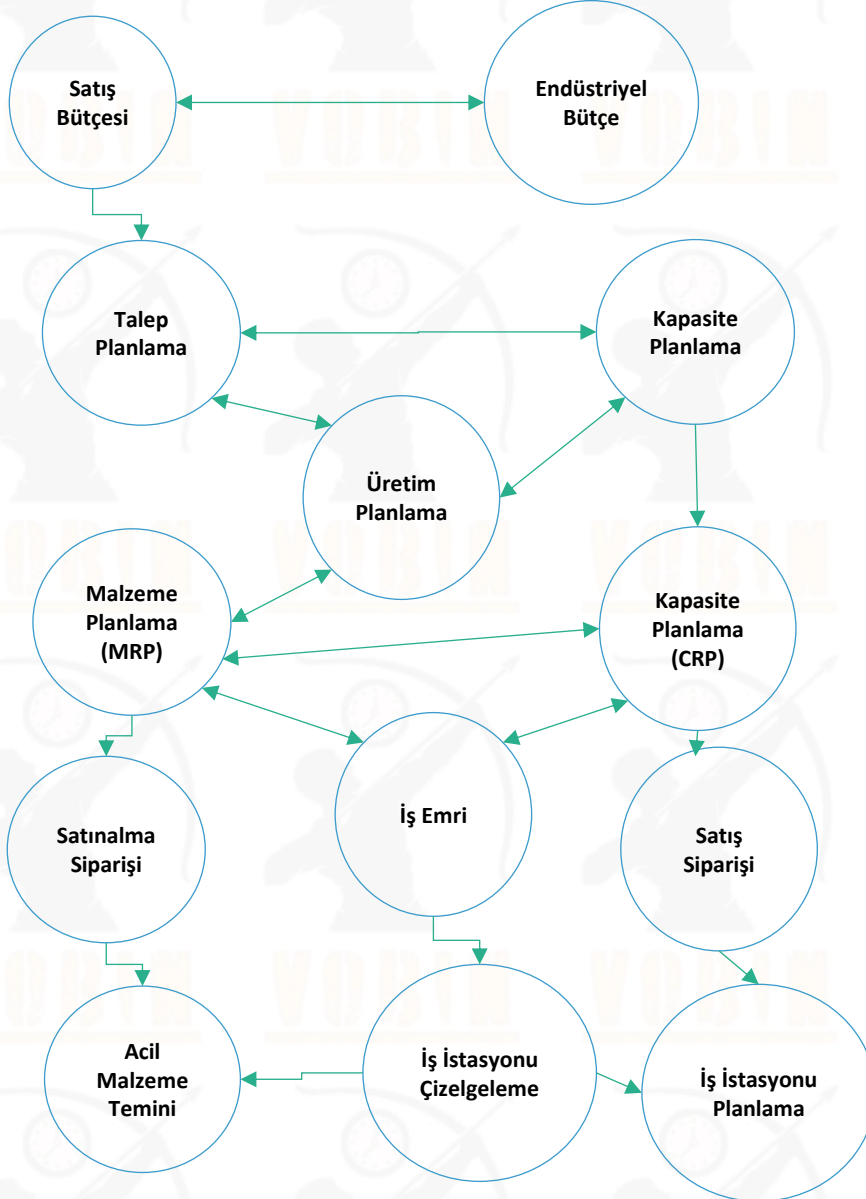 Satış
Bütçesi
Endüstriyel
Bütçe
Talep
Planlama
Kapasite
Planlama
Üretim
Planlama
Malzeme
Planlama
(MRP)
Kapasite
Planlama
(CRP)
Satınalma
Siparişi
İş Emri
Satış
Siparişi
Acil
Malzeme
Temini
İş İstasyonu
Çizelgeleme
İş İstasyonu
Planlama
VOBIM